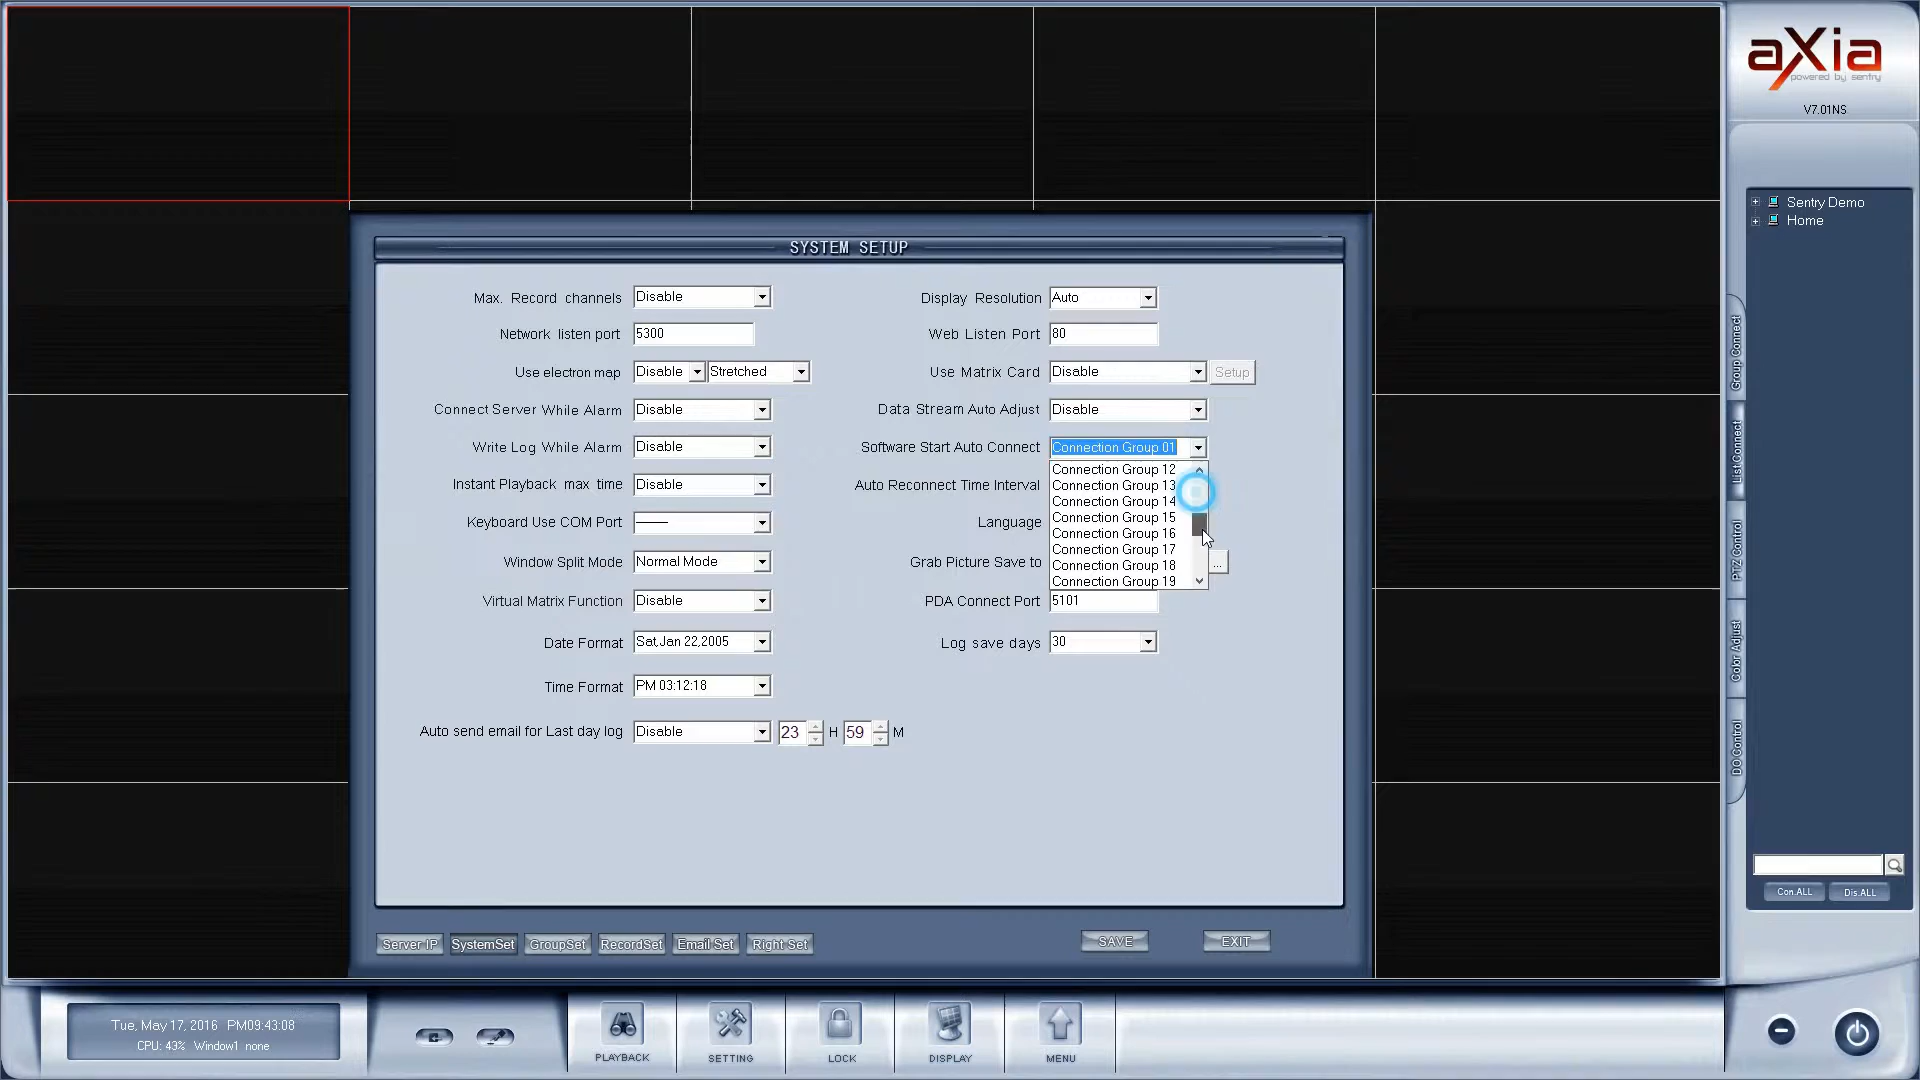 aXia
powered by sentry
V7.01NS
Sentry Demo
Home
Group Connect
List Connect
PTZ Control
Color Adjust
DO Control
SYSTEM SETUP
Max. Record channels Disable
Display Resolution Auto
Network listen port 5300
Web Listen Port 80
Use electron map Disable Stretched
Use Matrix Card Disable Setup
Connect Server While Alarm Disable
Data Stream Auto Adjust Disable
Write Log While Alarm Disable
Software Start Auto Connect Connection Group 01
Connection Group 12
Connection Group 13
Connection Group 14
Connection Group 15
Connection Group 16
Connection Group 17
Connection Group 18
Connection Group 19
Instant Playback max time Disable
Auto Reconnect Time Interval
Keyboard Use COM Port
Language
Window Split Mode Normal Mode
Grab Picture Save to ...
Virtual Matrix Function Disable
PDA Connect Port 5101
Date Format Sat,Jan 22,2005
Log save days 30
Time Format PM 03:12:18
Auto send email for Last day log Disable 23 H 59 M
Server IP SystemSet GroupSet RecordSet Email Set Right Set
SAVE EXIT
Con.ALL Dis.ALL
Tue, May 17, 2016 PM09:43:08
CPU: 43% Window1 none
PLAYBACK
SETTING
LOCK
DISPLAY
MENU